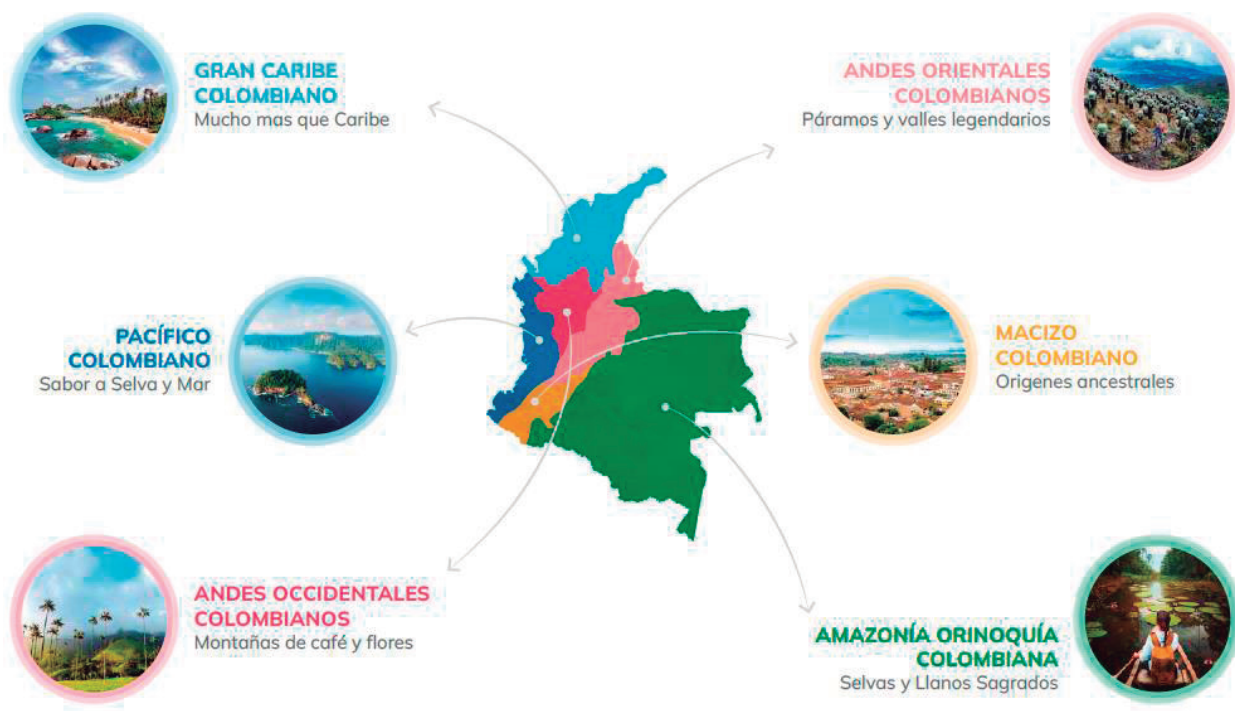 GRAN CARIBE
COLOMBIANO
Mucho mas que Caribe
ANDES ORIENTALES
COLOMBIANOS
Páramos y valles legendarios
PACÍFICO
COLOMBIANO
Sabor a Selva y Mar
MACIZO
COLOMBIANO
Origenes ancestrales
ANDES OCCIDENTALES
COLOMBIANOS
Montañas de café y flores
AMAZONÍA ORINOQUÍA
COLOMBIANA
Selvas y Llanos Sagrados